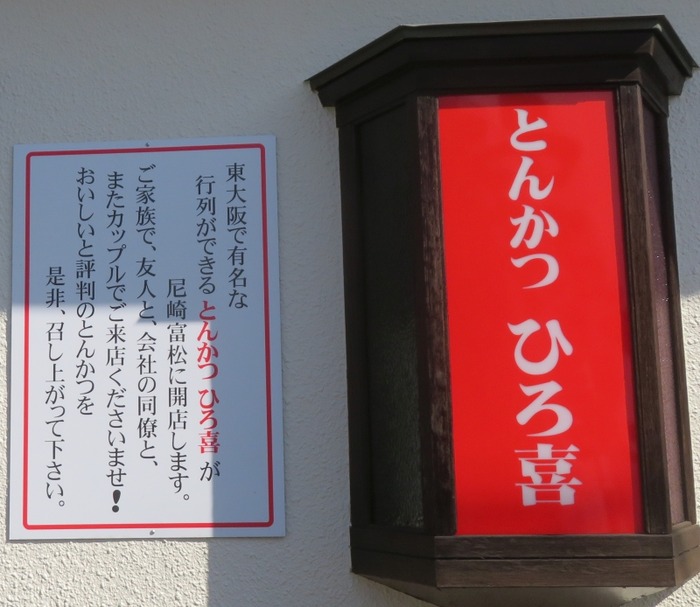 とんかつ ひろ喜
東大阪で有名な
行列ができる とんかつ ひろ喜 が
尼崎富松に開店します。
ご家族で、友人と、会社の同僚と、
またカップルでご来店くださいませ!
おいしいと評判のとんかつを
是非、召し上がって下さい。